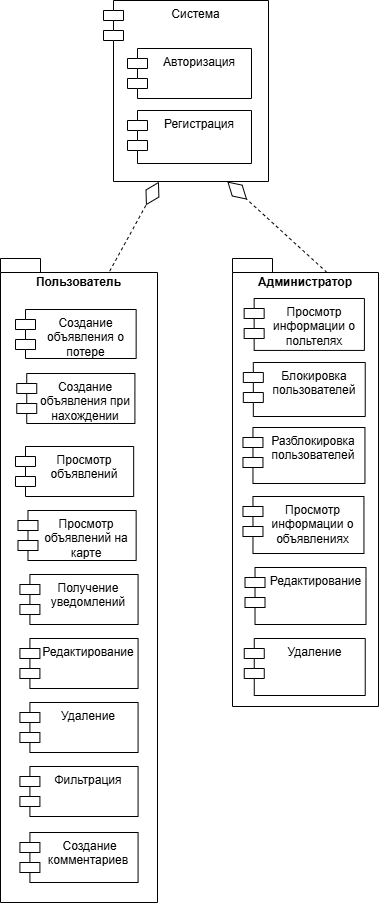 Система
Авторизация
Регистрация
Пользователь
Создание
объявления о
потере
Создание
объявления при
нахождении
Просмотр
объявлений
Просмотр
объявлений на
карте
Получение
уведомлений
Редактирование
Удаление
Фильтрация
Создание
комментариев
Администратор
Просмотр
информации о
польтелях
Блокировка
пользователей
Разблокировка
пользователей
Просмотр
информации о
объявлениях
Редактирование
Удаление